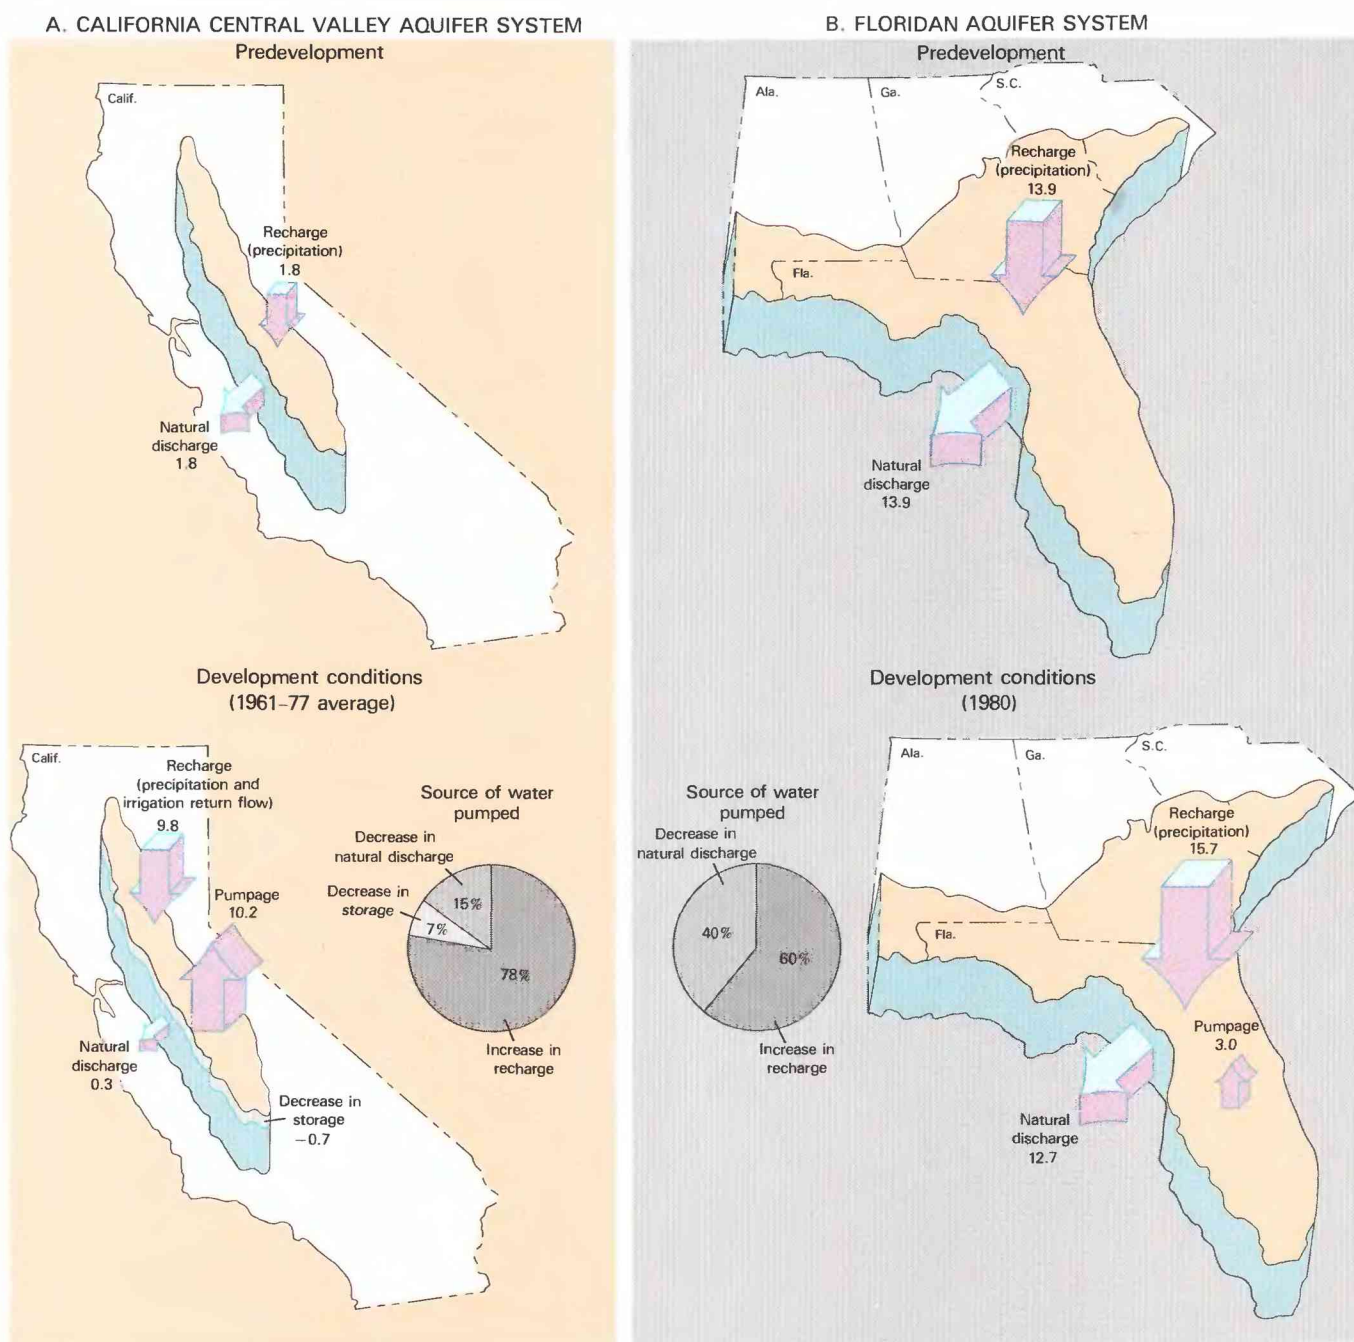 A. CALIFORNIA CENTRAL VALLEY AQUIFER SYSTEM
Predevelopment
Calif.
Recharge
(precipitation)
1.8
Natural
discharge
1.8
Development conditions
(1961–77 average)
Calif.
Recharge
(precipitation and
irrigation return flow)
9.8
Pumpage
10.2
Natural
discharge
0.3
Decrease in
storage
−0.7
Source of water
pumped
Decrease in
natural discharge
Decrease in
storage
15%
7%
78%
Increase in
recharge
B. FLORIDAN AQUIFER SYSTEM
Predevelopment
Ala.
Ga.
S.C.
Fla.
Recharge
(precipitation)
13.9
Natural
discharge
13.9
Development conditions
(1980)
Source of water
pumped
Decrease in
natural discharge
40%
60%
Increase in
recharge
Ala.
Ga.
S.C.
Fla.
Recharge
(precipitation)
15.7
Pumpage
3.0
Natural
discharge
12.7